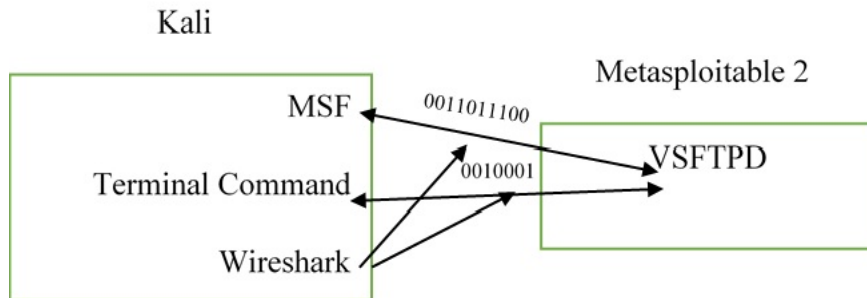 Kali
Metasploitable 2
MSF
0011011100
VSFTPD
0010001
Terminal Command
Wireshark